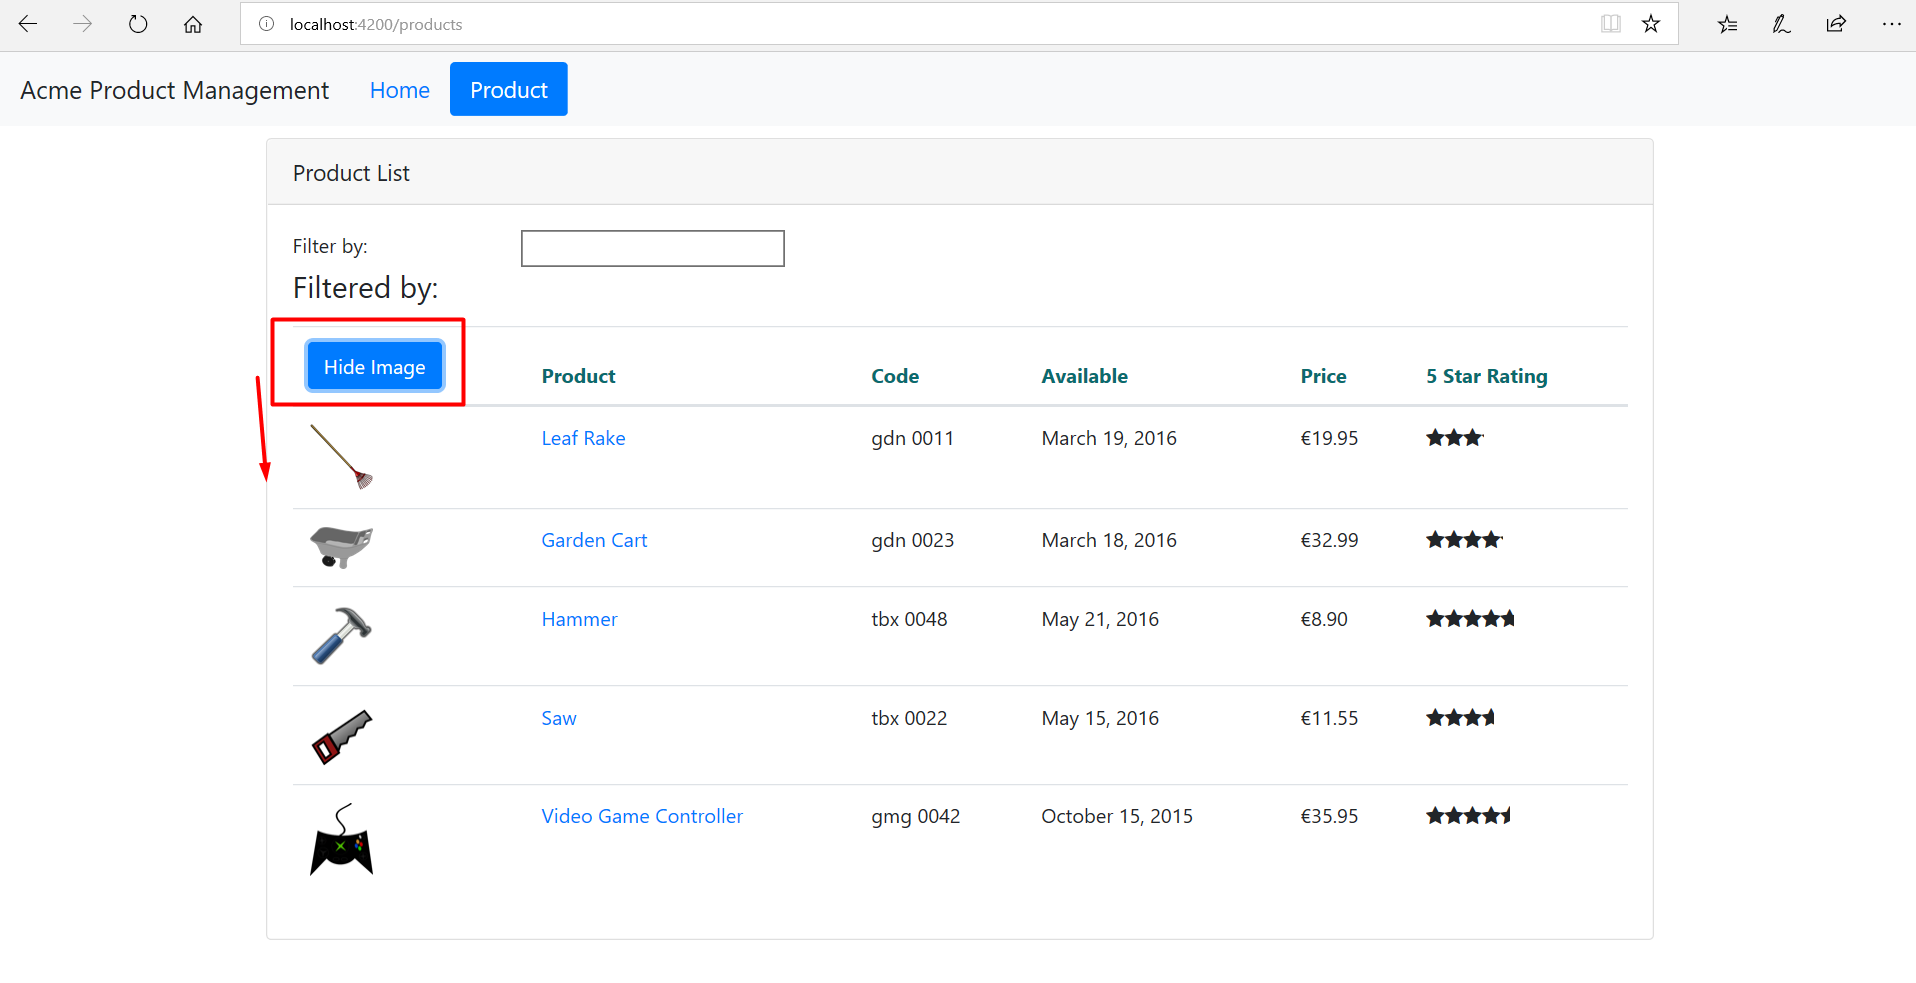 localhost:4200/products
Acme Product Management Home Product
Product List
Filter by:
Filtered by:
Hide Image Product Code Available Price 5 Star Rating
Leaf Rake gdn 0011 March 19, 2016 €19.95
Garden Cart gdn 0023 March 18, 2016 €32.99
Hammer tbx 0048 May 21, 2016 €8.90
Saw tbx 0022 May 15, 2016 €11.55
Video Game Controller gmg 0042 October 15, 2015 €35.95